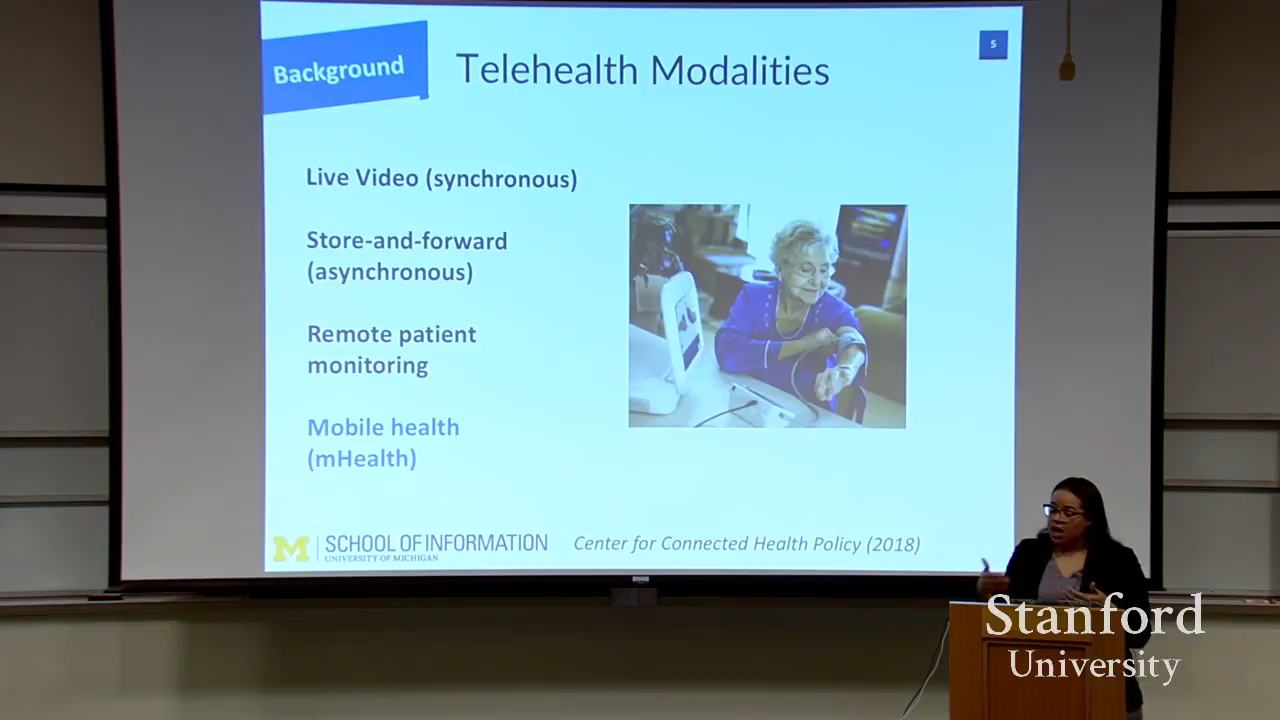 Background
Telehealth Modalities
5
Live Video (synchronous)
Store-and-forward
(asynchronous)
Remote patient
monitoring
Mobile health
(mHealth)
M
SCHOOL OF INFORMATION
UNIVERSITY OF MICHIGAN
Center for Connected Health Policy (2018)
Stanford
University